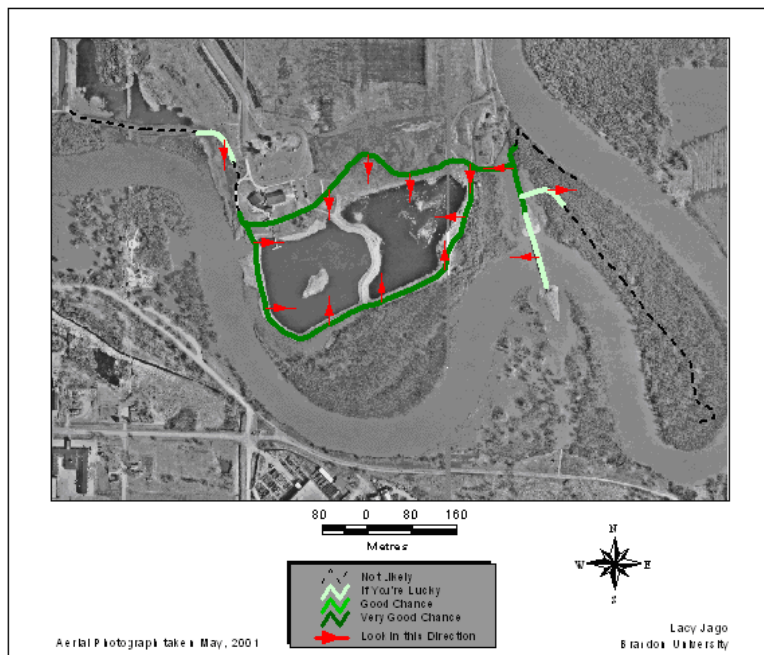 80 0 80 160
Metres
N
W E
S
Not Likely
If You're Lucky
Good Chance
Very Good Chance
Look in this Direction
Aerial Photograph taken May, 2001
Lacy Jago
Brandon University